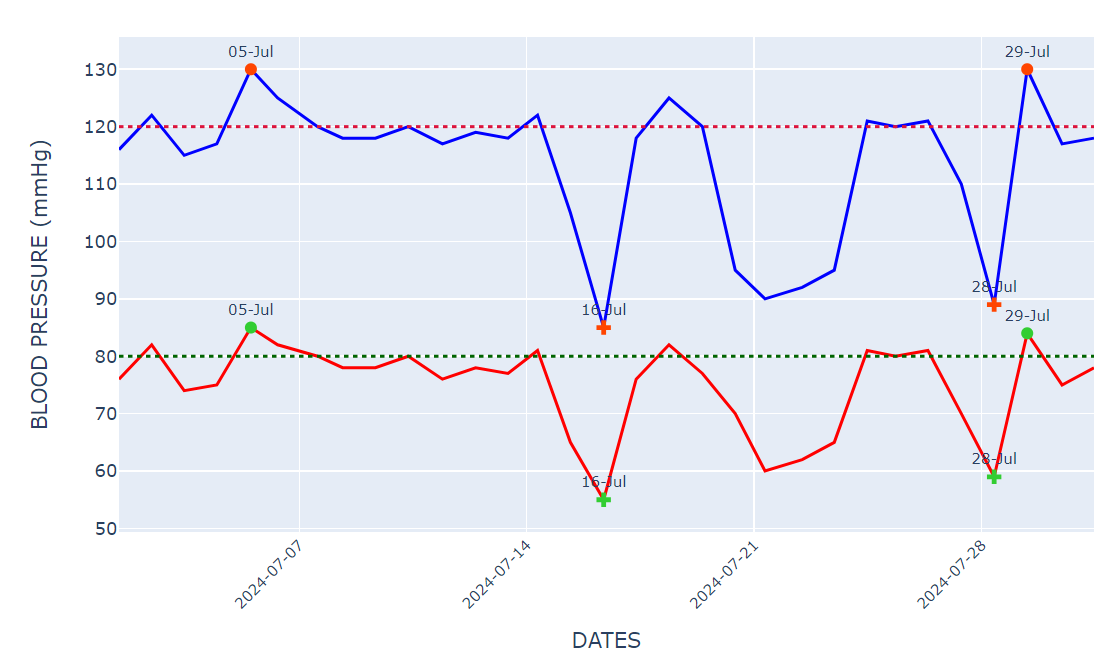 05-Jul
29-Jul
130
120
110
100
90
80
70
60
50
BLOOD PRESSURE (mmHg)
16-Jul
28-Jul
05-Jul
29-Jul
16-Jul
28-Jul
2024-07-07
2024-07-14
2024-07-21
2024-07-28
DATES